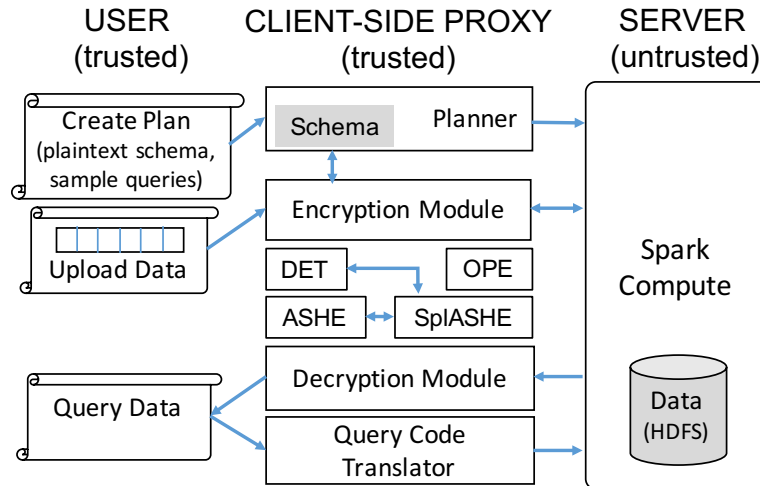 USER
(trusted)
CLIENT-SIDE PROXY
(trusted)
SERVER
(untrusted)
Create Plan
(plaintext schema,
sample queries)
Schema
Planner
Encryption Module
Upload Data
DET
OPE
ASHE
SplASHE
Spark
Compute
Decryption Module
Query Data
Query Code
Translator
Data
(HDFS)